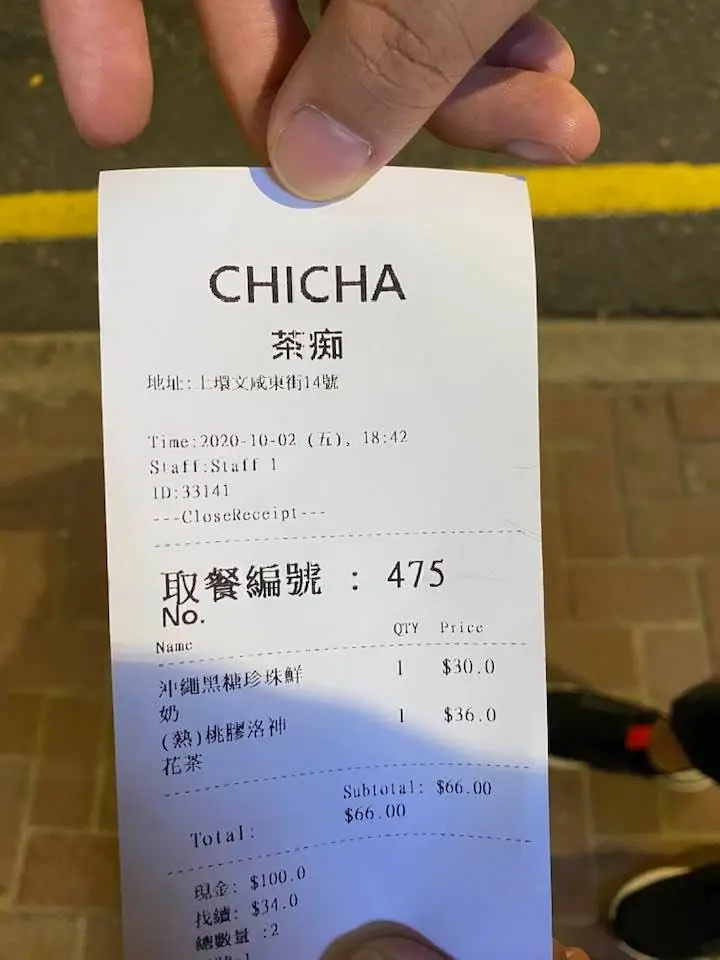 CHICHA
茶痴
地址:上環文咸東街14號
Time:2020-10-02 (五), 18:42
Staff:Staff 1
ID:33141
---CloseReceipt---
取餐編號 : 475
No.
Name QTY Price
沖繩黑糖珍珠鮮 1 $30.0
奶
(熱)桃膠洛神 1 $36.0
花茶
Subtotal: $66.00
Total: $66.00
現金: $100.0
找續: $34.0
總數量 :2